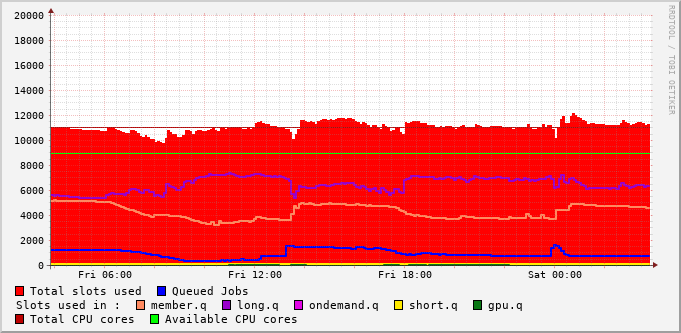 20000
18000
16000
14000
12000
10000
8000
6000
4000
2000
0
Fri 06:00 Fri 12:00 Fri 18:00 Sat 00:00
Total slots used Queued Jobs
Slots used in : member.q long.q ondemand.q short.q gpu.q
Total CPU cores Available CPU cores
RRDTOOL / TOBI OETIKER